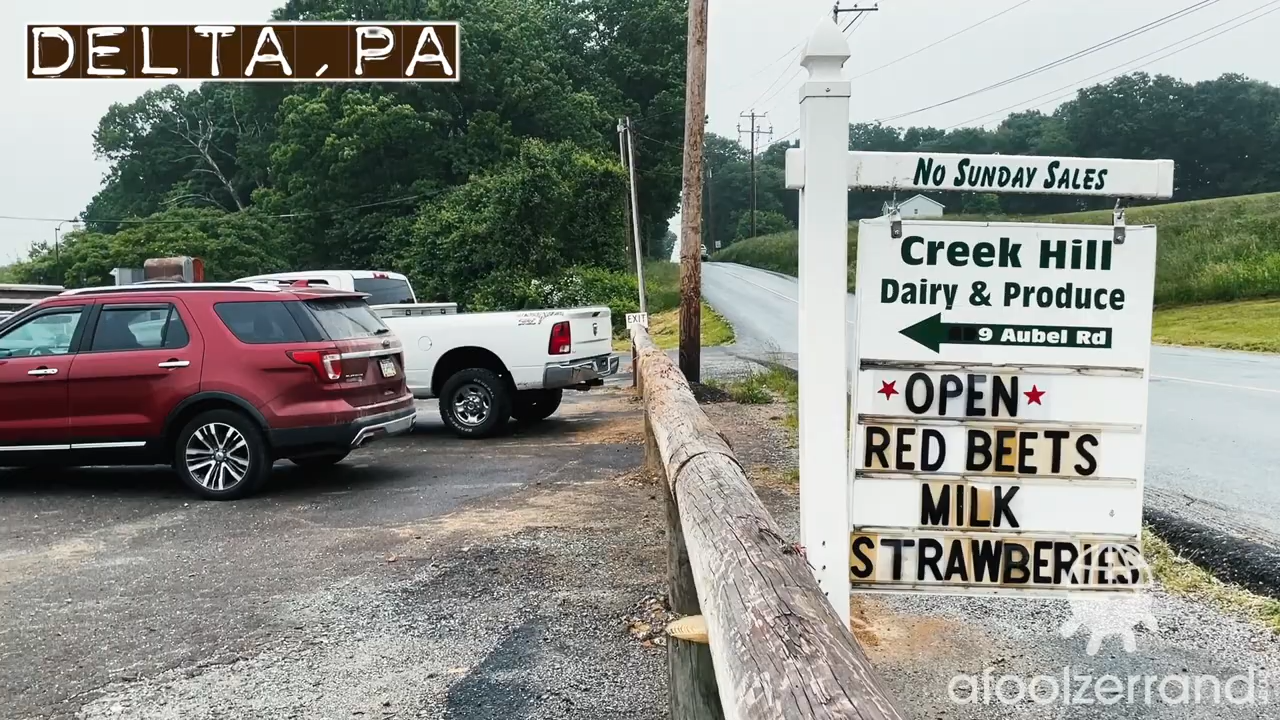 DELTA, PA
No Sunday Sales
Creek Hill
Dairy & Produce
9 Aubel Rd
OPEN
RED BEETS
MILK
STRAWBERRIES
EXIT
afoolzerrand